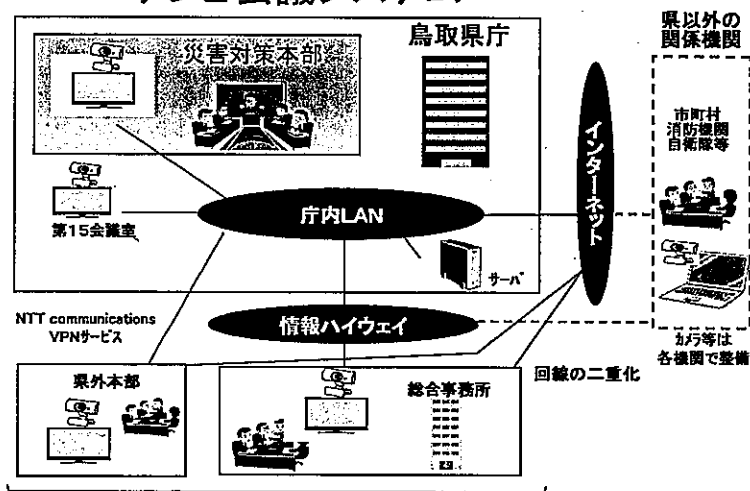 県以外の
関係機関
鳥取県庁
災害対策本部
市町村
消防機関
自衛隊等
インターネット
庁内LAN
第15会議室
サーバ
NTT communications
VPNサービス
情報ハイウェイ
カメラ等は
各機関で整備
県外本部
総合事務所
回線の二重化